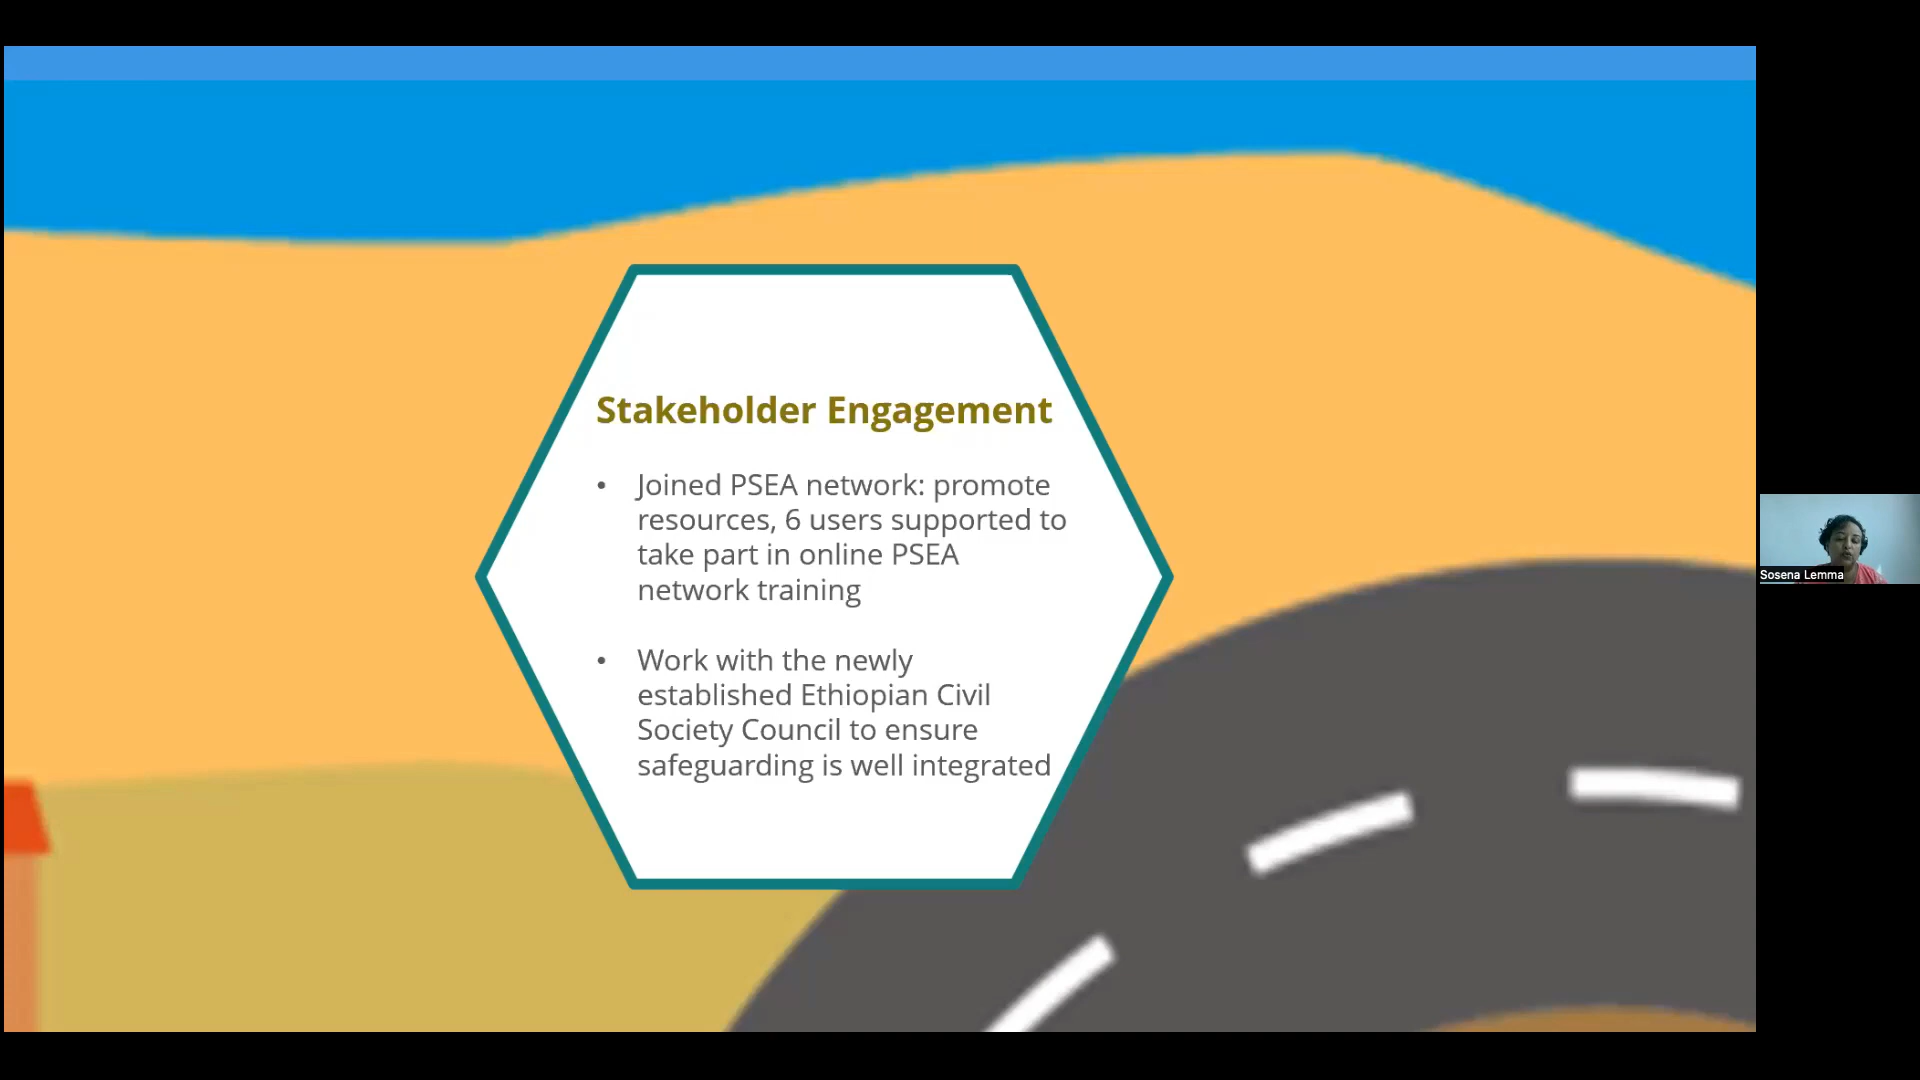 Stakeholder Engagement
• Joined PSEA network: promote
resources, 6 users supported to
take part in online PSEA
network training
• Work with the newly
established Ethiopian Civil
Society Council to ensure
safeguarding is well integrated
Sosena Lemma